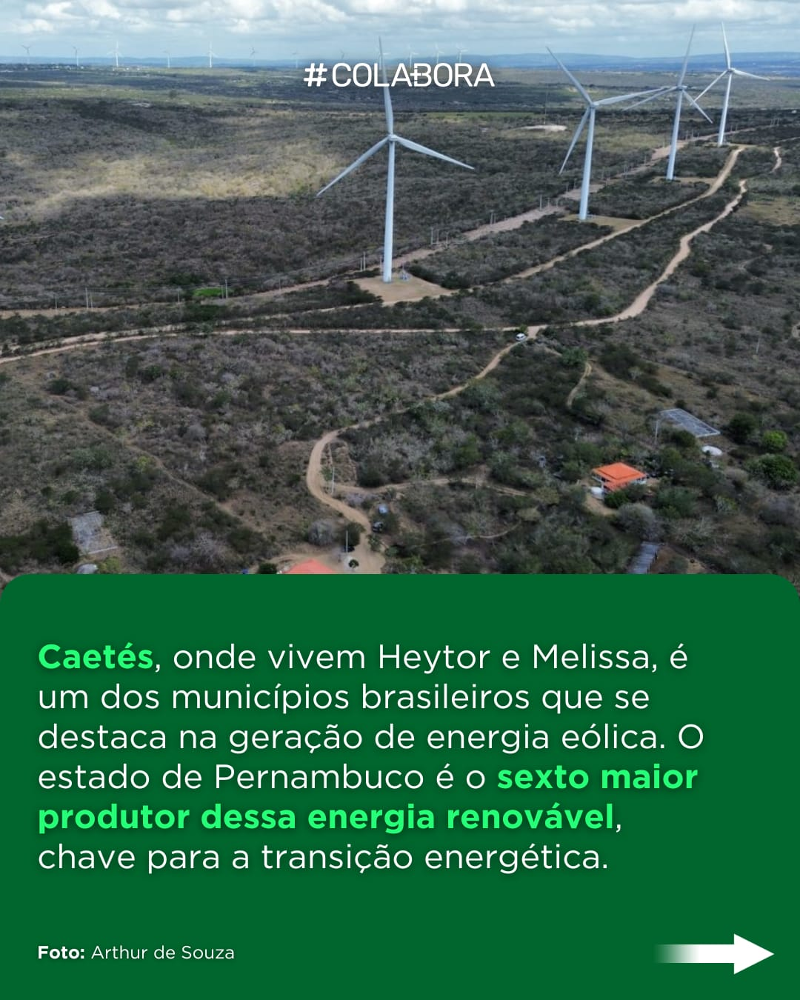 #COLABORA
Caetés, onde vivem Heytor e Melissa, é
um dos municípios brasileiros que se
destaca na geração de energia eólica. O
estado de Pernambuco é o sexto maior
produtor dessa energia renovável,
chave para a transição energética.
Foto: Arthur de Souza